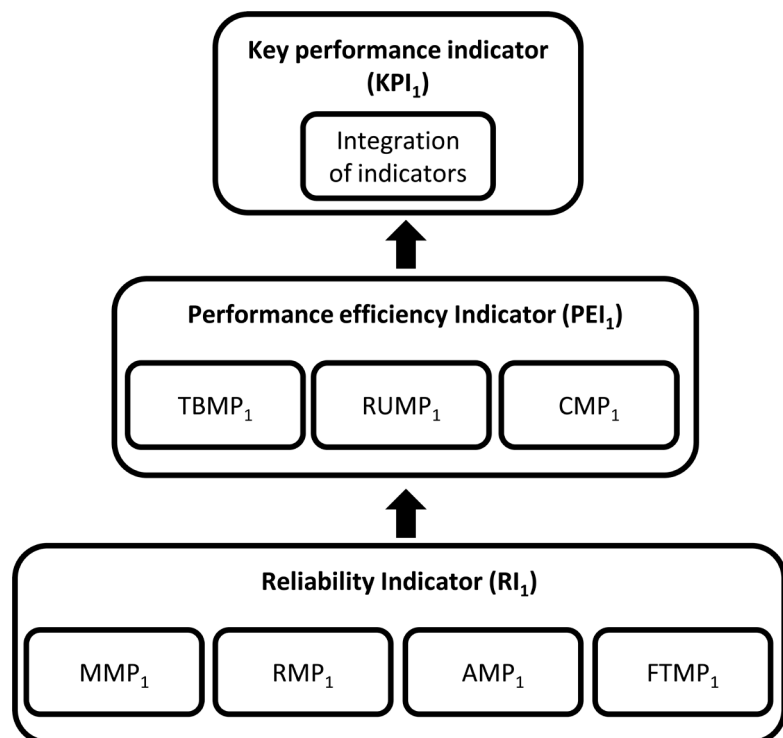 Key performance indicator
(KPI₁)
Integration
of indicators
Performance efficiency Indicator (PEI₁)
TBMP₁
RUMP₁
CMP₁
Reliability Indicator (RI₁)
MMP₁
RMP₁
AMP₁
FTMP₁